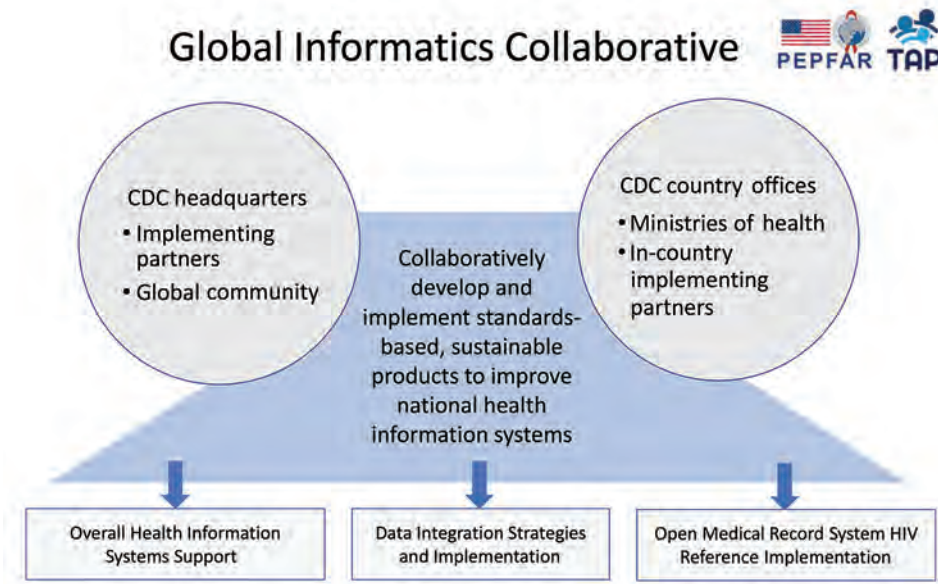 Global Informatics Collaborative
PEPFAR
TAP
CDC headquarters
• Implementing
partners
• Global community
Collaboratively
develop and
implement standards-
based, sustainable
products to improve
national health
information systems
CDC country offices
• Ministries of health
• In-country
implementing
partners
Overall Health Information
Systems Support
Data Integration Strategies
and Implementation
Open Medical Record System HIV
Reference Implementation